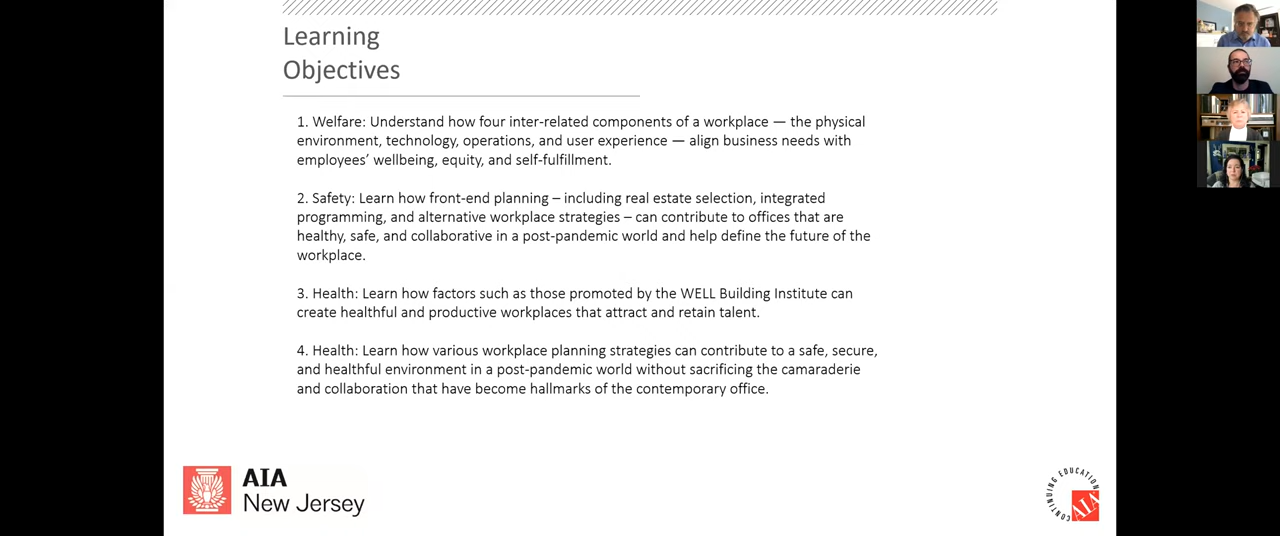 Learning
Objectives
1. Welfare: Understand how four inter-related components of a workplace — the physical
environment, technology, operations, and user experience — align business needs with
employees’ wellbeing, equity, and self-fulfillment.
2. Safety: Learn how front-end planning – including real estate selection, integrated
programming, and alternative workplace strategies – can contribute to offices that are
healthy, safe, and collaborative in a post-pandemic world and help define the future of the
workplace.
3. Health: Learn how factors such as those promoted by the WELL Building Institute can
create healthful and productive workplaces that attract and retain talent.
4. Health: Learn how various workplace planning strategies can contribute to a safe, secure,
and healthful environment in a post-pandemic world without sacrificing the camaraderie
and collaboration that have become hallmarks of the contemporary office.
AIA
New Jersey
CONTINUING EDUCATION
AIA